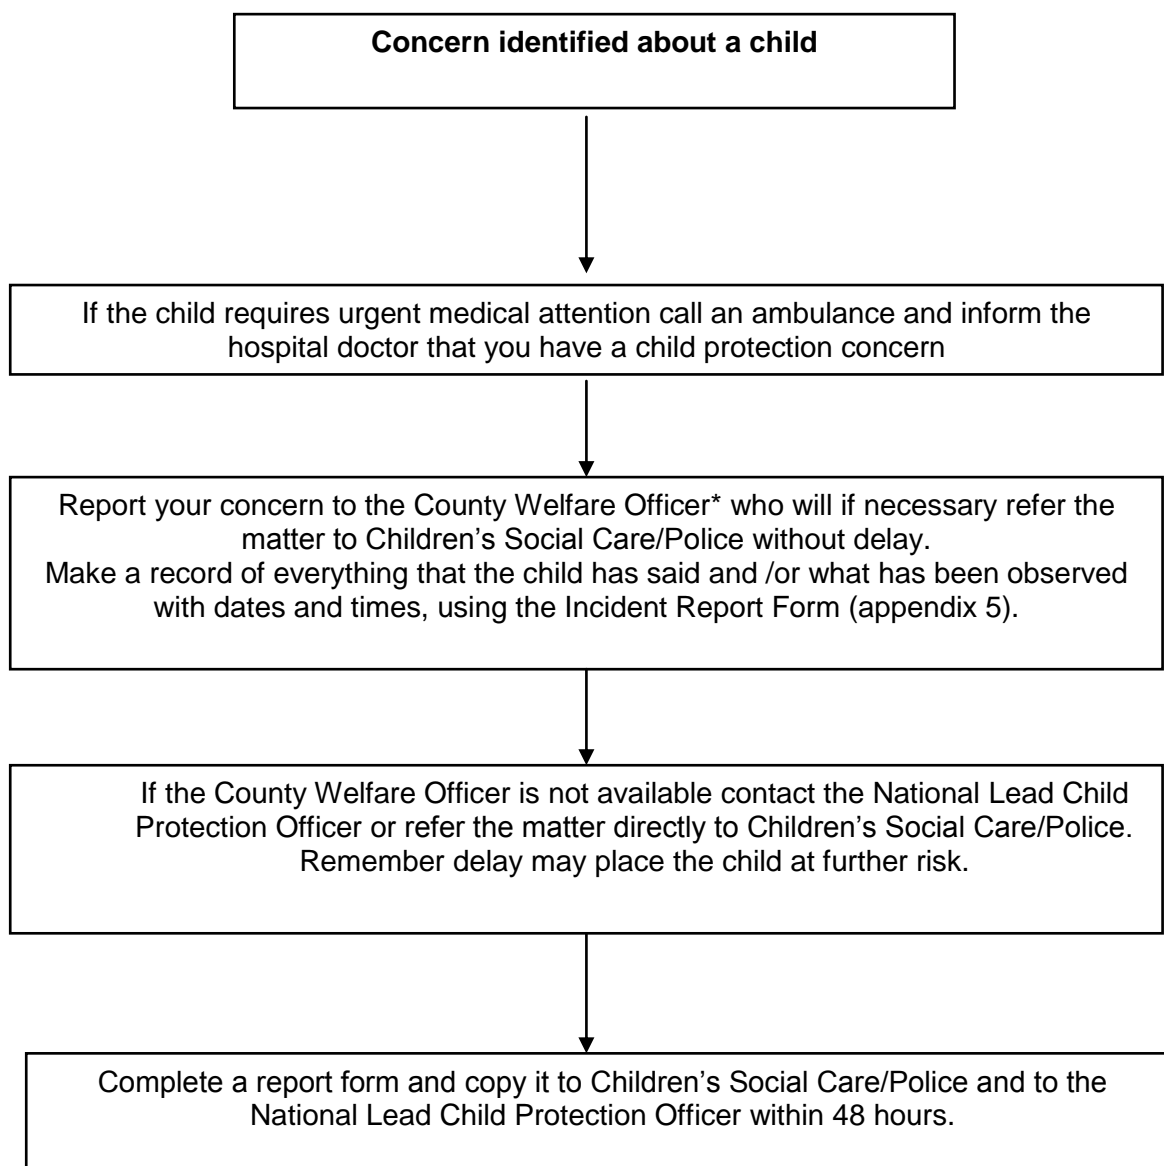 Concern identified about a child
If the child requires urgent medical attention call an ambulance and inform the
hospital doctor that you have a child protection concern
Report your concern to the County Welfare Officer* who will if necessary refer the
matter to Children’s Social Care/Police without delay.
Make a record of everything that the child has said and /or what has been observed
with dates and times, using the Incident Report Form (appendix 5).
If the County Welfare Officer is not available contact the National Lead Child
Protection Officer or refer the matter directly to Children’s Social Care/Police.
Remember delay may place the child at further risk.
Complete a report form and copy it to Children’s Social Care/Police and to the
National Lead Child Protection Officer within 48 hours.